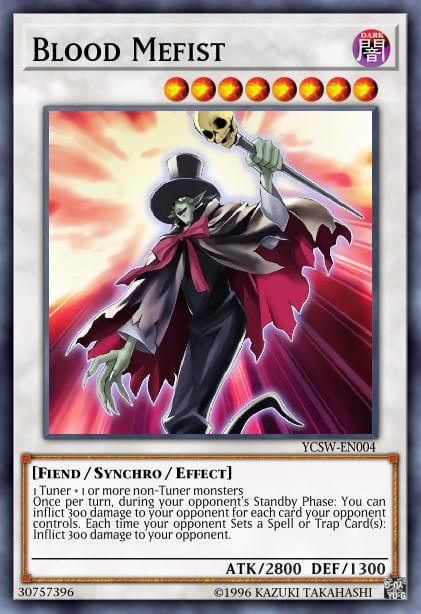 Blood Mefist
DARK
闇
YCSW-EN004
[Fiend / Synchro / Effect]
1 Tuner + 1 or more non-Tuner monsters
Once per turn, during your opponent's Standby Phase: You can
inflict 300 damage to your opponent for each card your opponent
controls. Each time your opponent Sets a Spell or Trap Card(s):
Inflict 300 damage to your opponent.
ATK/2800 DEF/1300
30757396
©1996 KAZUKI TAKAHASHI